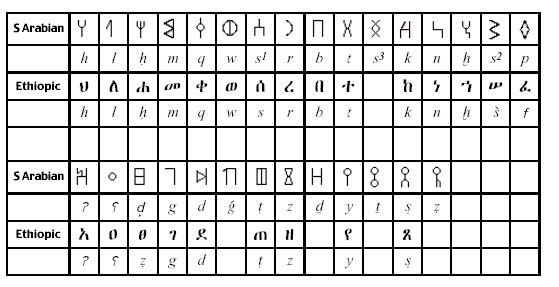 S Arabian 𐩠 𐩡 𐩢 𐩣 𐩤 𐩥 𐩪 𐩧 𐩨 𐩩 𐩯 𐩫 𐩬 𐩭 𐩦 𐩰
h l ḥ m q w s¹ r b t s³ k n ḫ s² p
Ethiopic ሀ ለ ሐ መ ቀ ወ ሰ ረ በ ተ ከ ነ ኀ ሠ ፈ
h l ḥ m q w s r b t k n ḫ š f
S Arabian 𐩱 𐩲 𐩳 𐩴 𐩵 𐩶 𐩷 𐩸 𐩹 𐩺 𐩻 𐩮 𐩼
ʔ ʕ ḍ g d ǵ ṭ z ḏ y ṯ ṣ ẓ
Ethiopic አ ዐ ፀ ገ ደ ጠ ዘ የ ጸ
ʔ ʕ ẓ g d ṭ z y ṣ